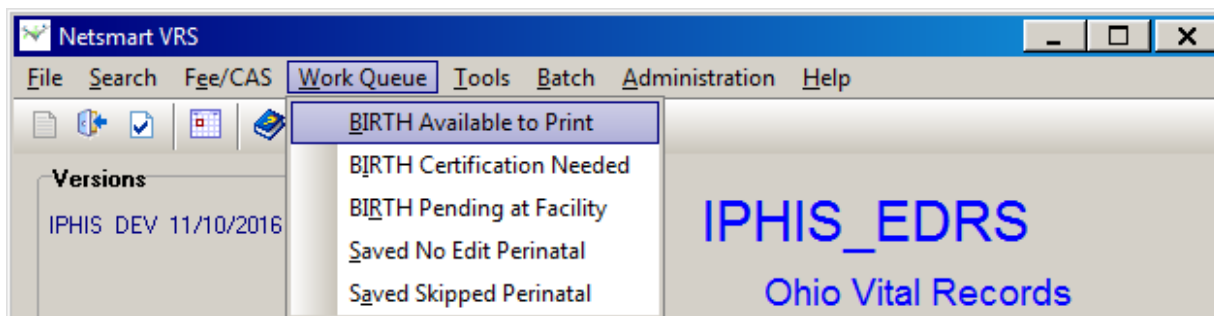 Netsmart VRS
File Search Fee/CAS Work Queue Tools Batch Administration Help
BIRTH Available to Print
BIRTH Certification Needed
BIRTH Pending at Facility
Saved No Edit Perinatal
Saved Skipped Perinatal
Versions
IPHIS DEV 11/10/2016
IPHIS_EDRS
Ohio Vital Records